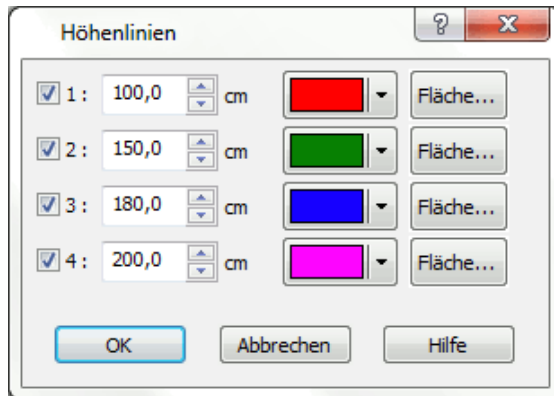 Höhenlinien
1: 100,0 cm Fläche...
2: 150,0 cm Fläche...
3: 180,0 cm Fläche...
4: 200,0 cm Fläche...
OK Abbrechen Hilfe